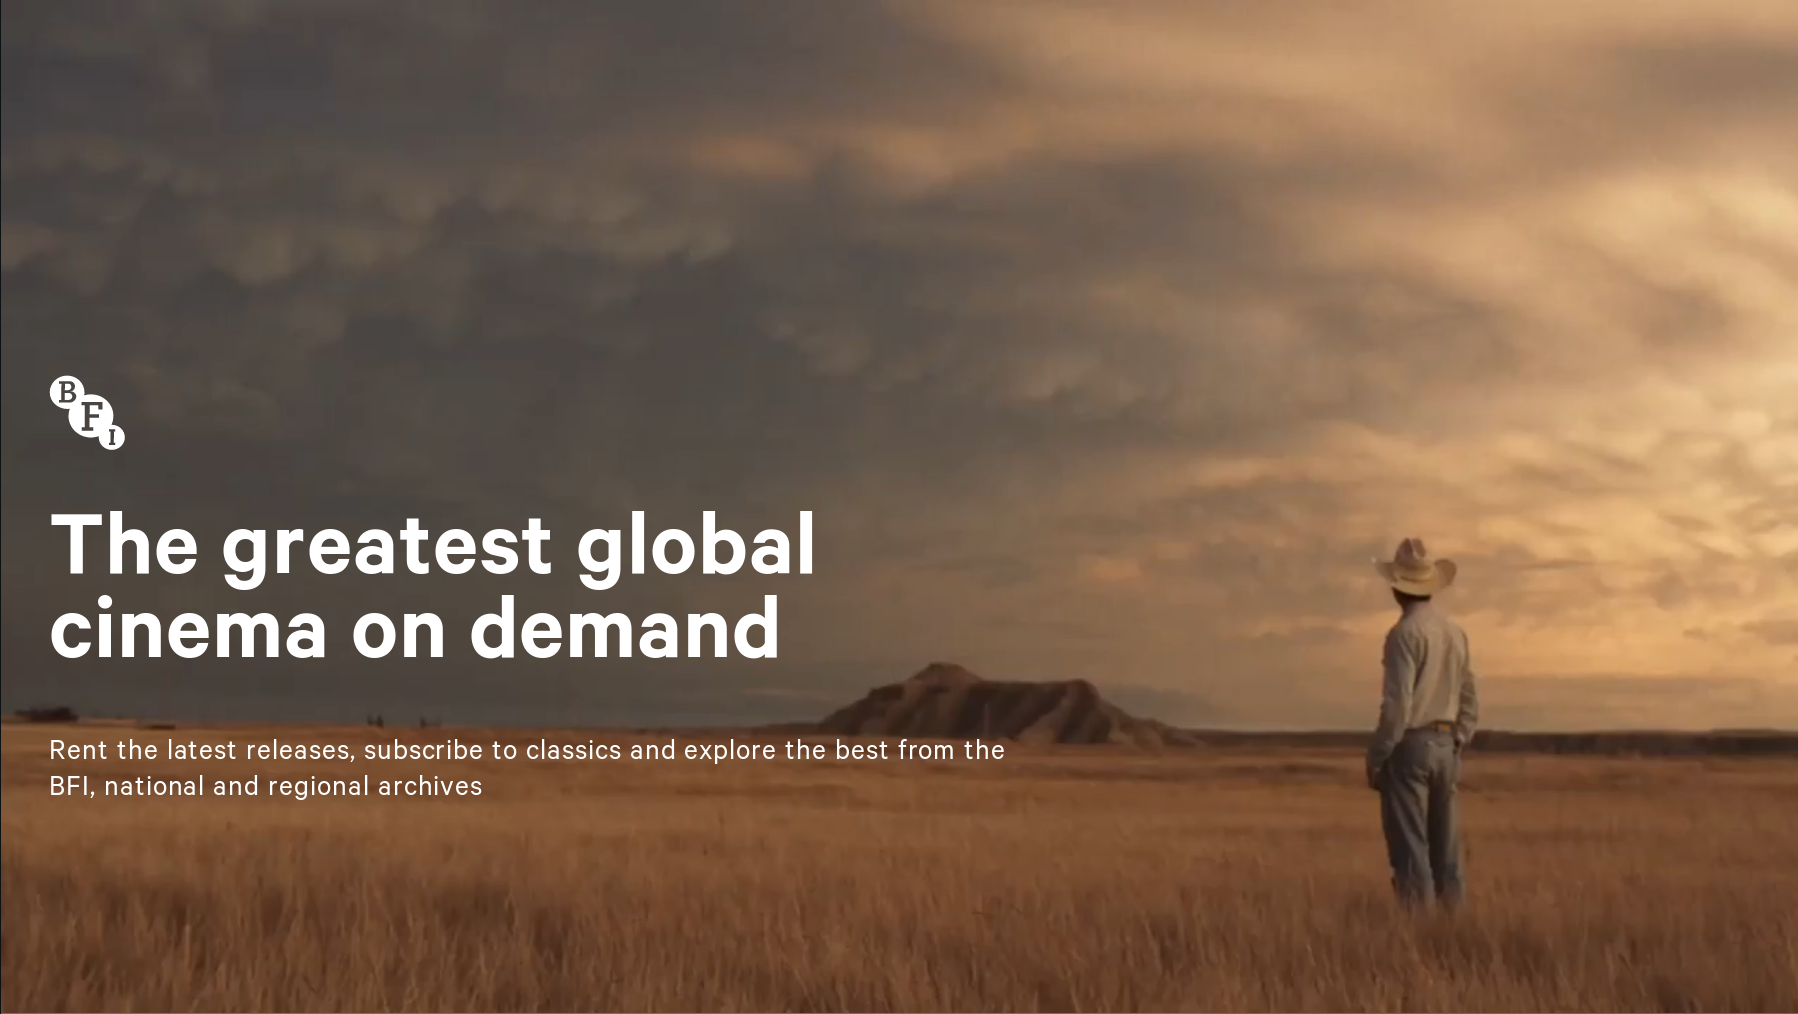 BFI
The greatest global
cinema on demand
Rent the latest releases, subscribe to classics and explore the best from the
BFI, national and regional archives